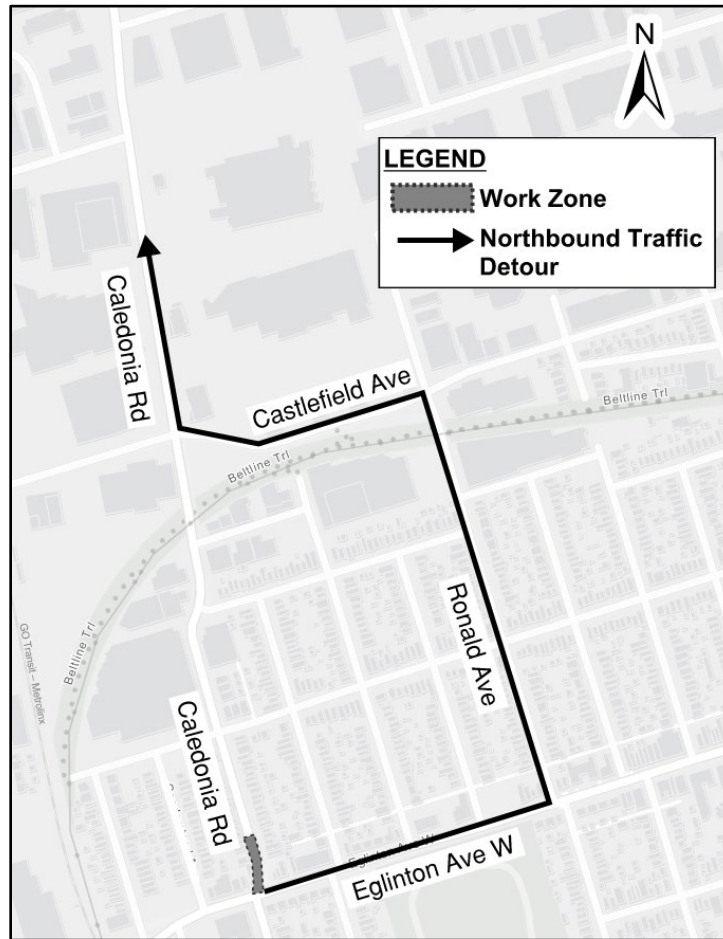 N
LEGEND
Work Zone
Northbound Traffic
Detour
Caledonia Rd
Castlefield Ave
Beltline Trl
Beltline Trl
Beltline Trl
GO Transit – Metrolinx
Ronald Ave
Caledonia Rd
Eglinton Ave W
Eglinton Ave W